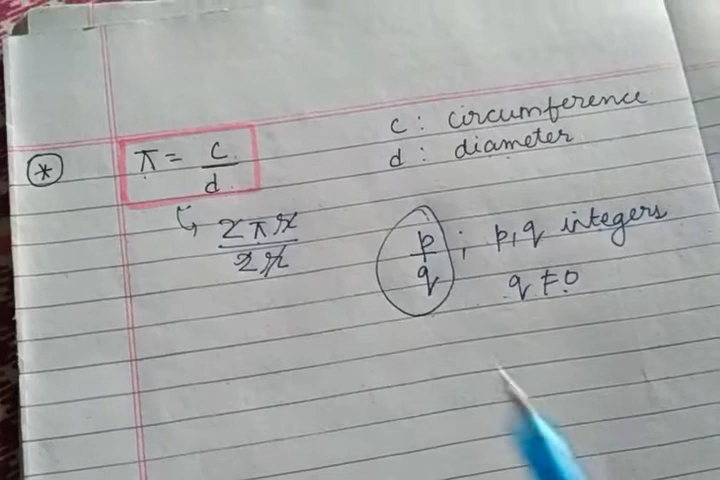 c : circumference
d : diameter
* π = c/d
2πr/2r
p/q ; p,q integers
q ≠ 0